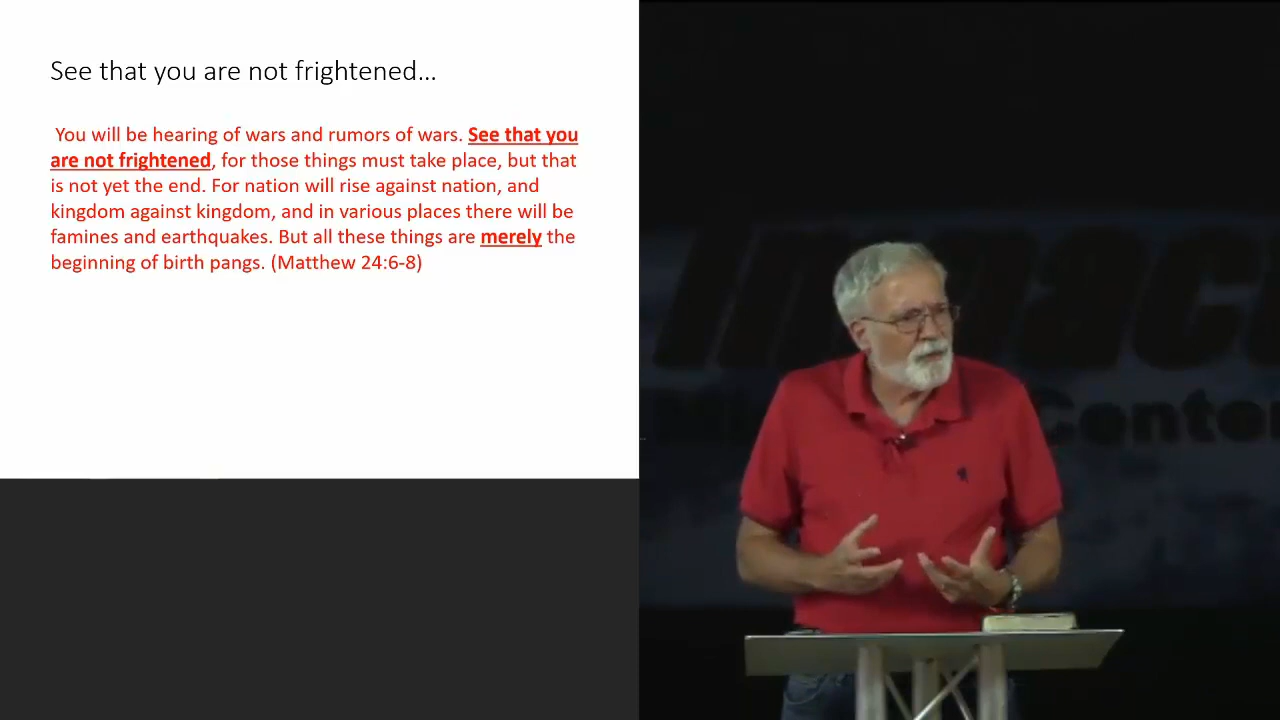 See that you are not frightened...
You will be hearing of wars and rumors of wars. See that you
are not frightened, for those things must take place, but that
is not yet the end. For nation will rise against nation, and
kingdom against kingdom, and in various places there will be
famines and earthquakes. But all these things are merely the
beginning of birth pangs. (Matthew 24:6-8)
Impact
Center